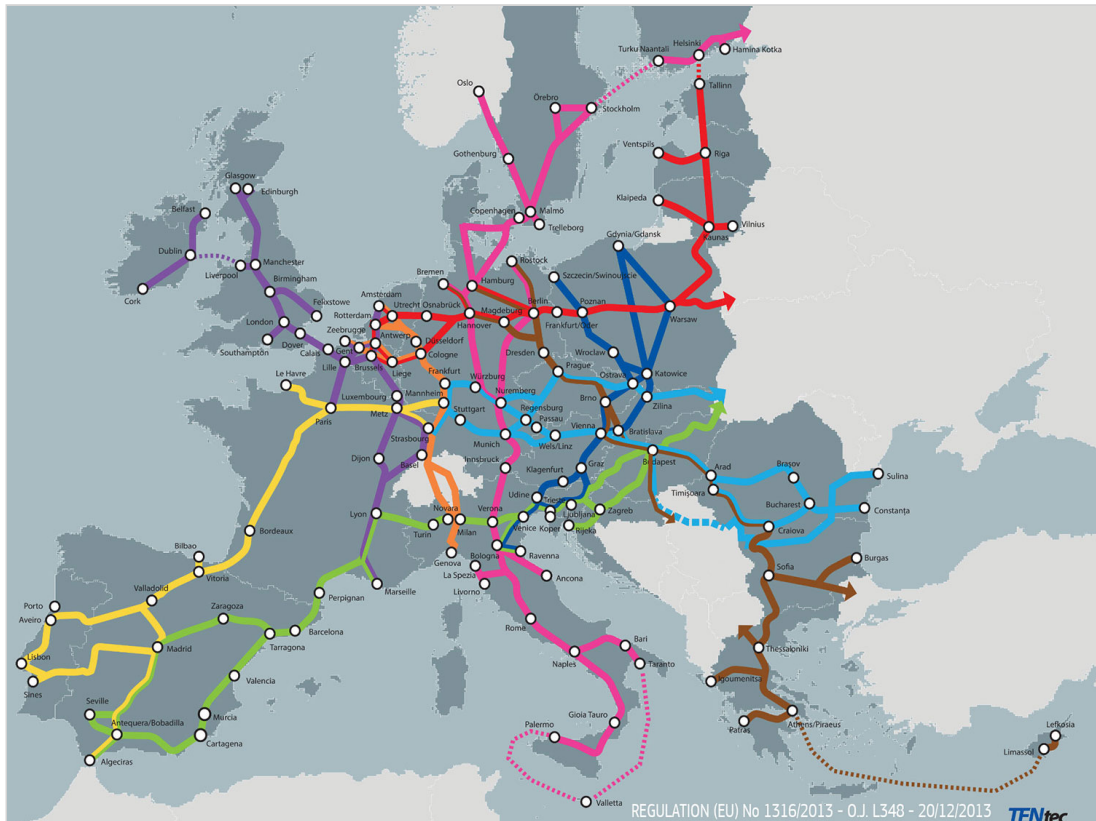 Oslo
Örebro
Stockholm
Turku Naantali
Helsinki
Hamina Kotka
Tallinn
Ventspils
Riga
Gothenburg
Klaipeda
Vilnius
Kaunas
Glasgow
Edinburgh
Belfast
Copenhagen
Malmö
Trelleborg
Gdynia/Gdansk
Dublin
Liverpool
Manchester
Cork
Birmingham
Felixstowe
London
Southampton
Dover
Calais
Lille
Bremen
Hamburg
Rostock
Szczecin/Swinoujscie
Amsterdam
Rotterdam
Utrecht
Osnabrück
Hannover
Magdeburg
Berlin
Frankfurt/Oder
Poznan
Warsaw
Zeebrugge
Gent
Antwerp
Brussels
Liege
Düsseldorf
Cologne
Dresden
Wroclaw
Prague
Ostrava
Katowice
Zilina
Le Havre
Paris
Luxembourg
Metz
Frankfurt
Mannheim
Würzburg
Nuremberg
Regensburg
Passau
Brno
Stuttgart
Strasbourg
Munich
Wels/Linz
Vienna
Bratislava
Budapest
Dijon
Basel
Innsbruck
Klagenfurt
Graz
Arad
Timişoara
Braşov
Sulina
Bucharest
Constanţa
Craiova
Lyon
Turin
Novara
Milan
Verona
Udine
Venice
Trieste
Koper
Ljubljana
Rijeka
Zagreb
Genova
Bologna
Ravenna
La Spezia
Livorno
Ancona
Bordeaux
Marseille
Bilbao
Vitoria
Valladolid
Perpignan
Sofia
Burgas
Porto
Aveiro
Zaragoza
Barcelona
Tarragona
Madrid
Lisbon
Sines
Valencia
Rome
Naples
Bari
Taranto
Thessaloniki
Igoumenitsa
Patras
Athens/Piraeus
Seville
Antequera/Bobadilla
Murcia
Cartagena
Algeciras
Gioia Tauro
Palermo
Valletta
Lefkosia
Limassol
REGULATION (EU) No 1316/2013 - O.J. L348 - 20/12/2013
TENtec